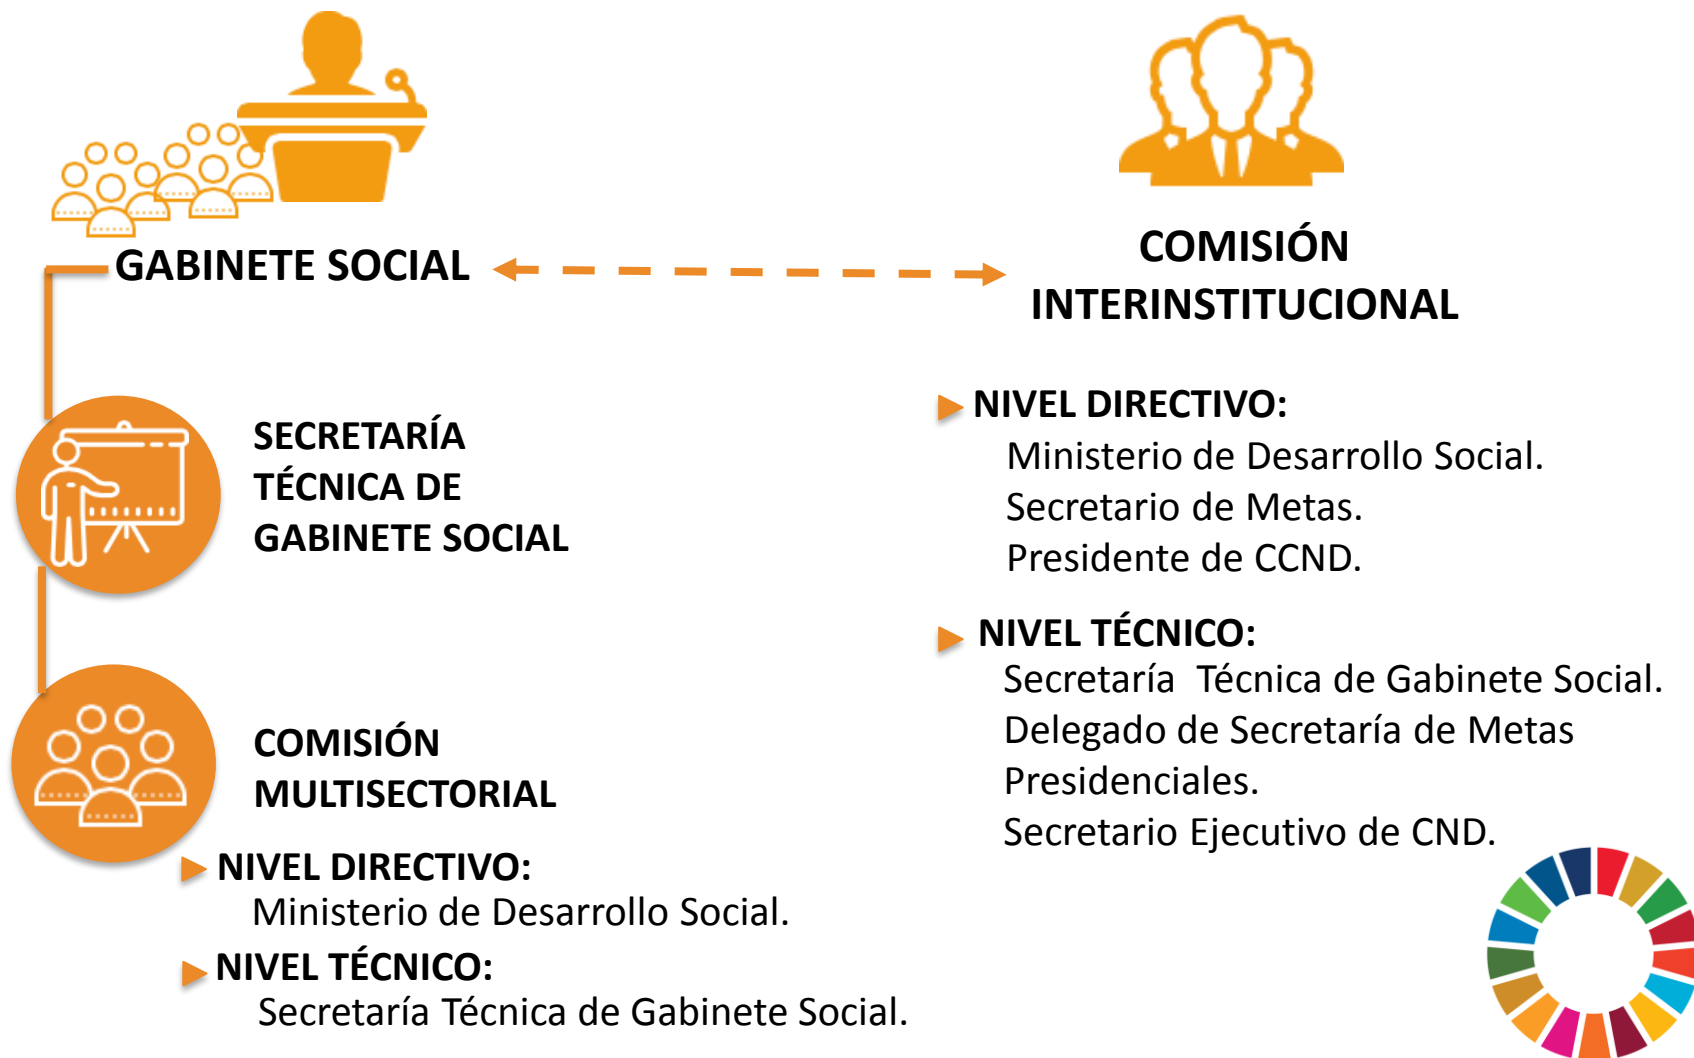 GABINETE SOCIAL
SECRETARÍA
TÉCNICA DE
GABINETE SOCIAL
COMISIÓN
MULTISECTORIAL
NIVEL DIRECTIVO:
Ministerio de Desarrollo Social.
NIVEL TÉCNICO:
Secretaría Técnica de Gabinete Social.
COMISIÓN
INTERINSTITUCIONAL
NIVEL DIRECTIVO:
Ministerio de Desarrollo Social.
Secretario de Metas.
Presidente de CCND.
NIVEL TÉCNICO:
Secretaría Técnica de Gabinete Social.
Delegado de Secretaría de Metas
Presidenciales.
Secretario Ejecutivo de CND.